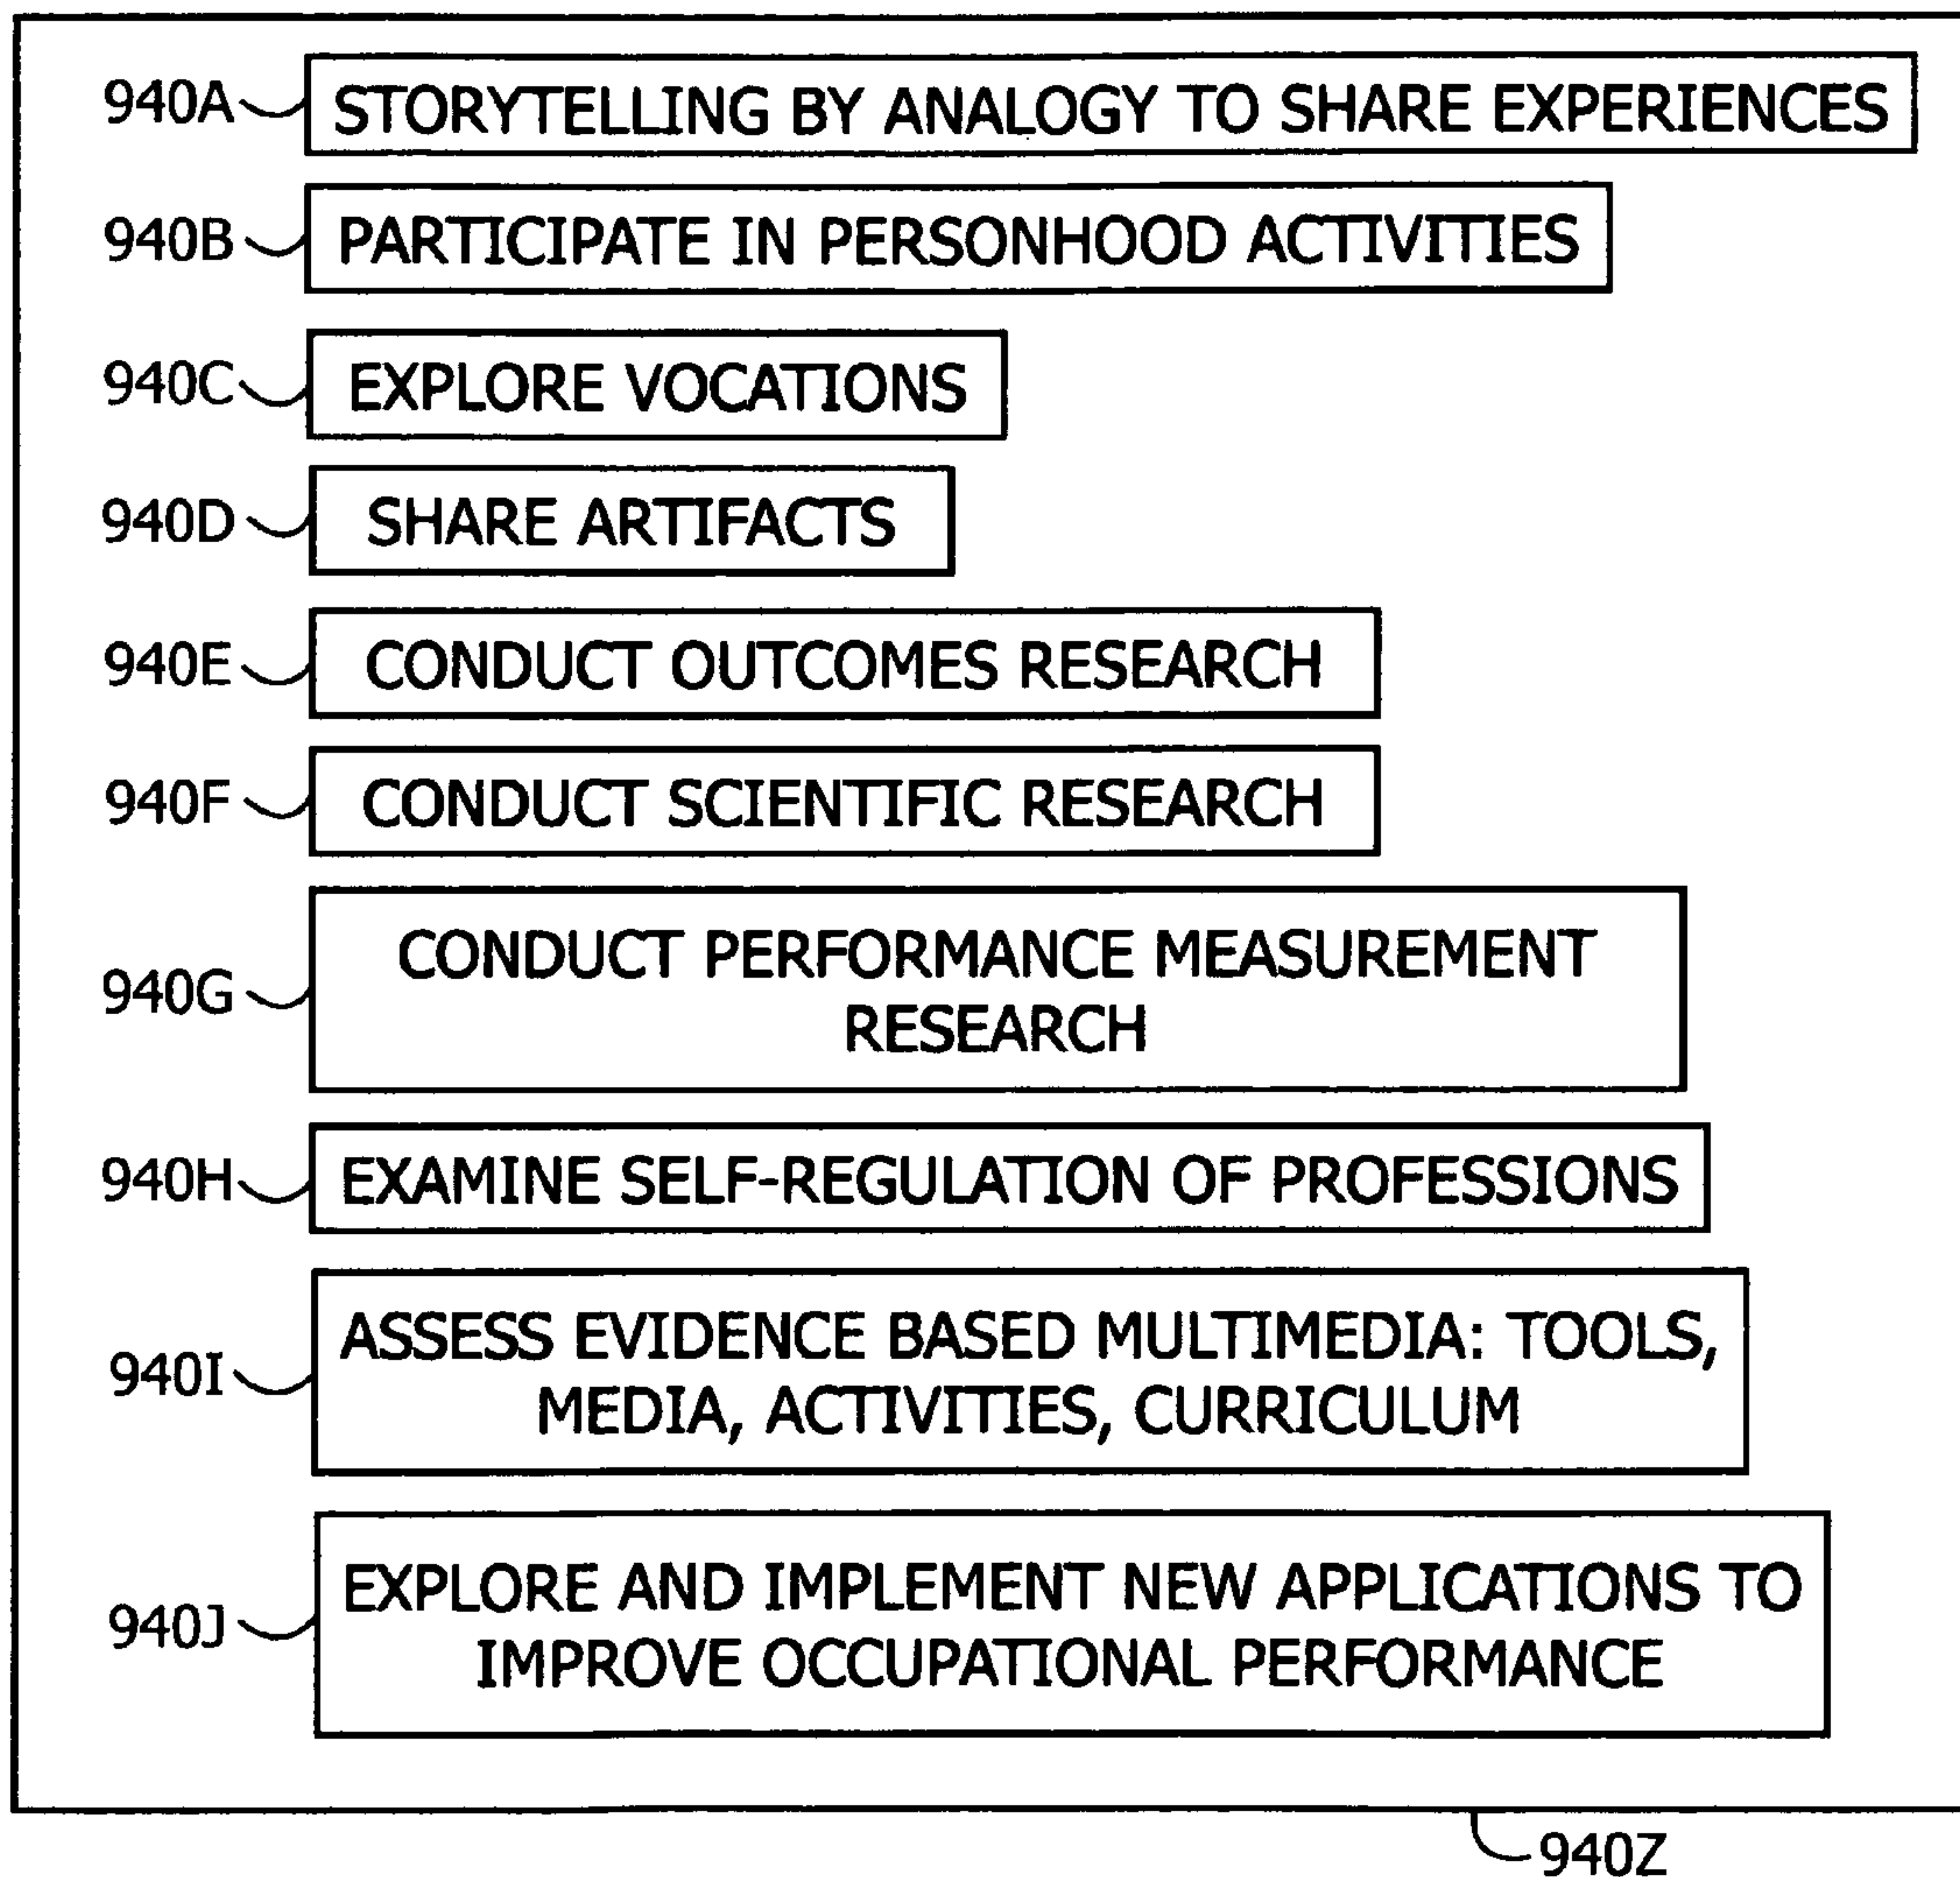 940A STORYTELLING BY ANALOGY TO SHARE EXPERIENCES
940B PARTICIPATE IN PERSONHOOD ACTIVITIES
940C EXPLORE VOCATIONS
940D SHARE ARTIFACTS
940E CONDUCT OUTCOMES RESEARCH
940F CONDUCT SCIENTIFIC RESEARCH
940G CONDUCT PERFORMANCE MEASUREMENT
RESEARCH
940H EXAMINE SELF-REGULATION OF PROFESSIONS
940I ASSESS EVIDENCE BASED MULTIMEDIA: TOOLS,
MEDIA, ACTIVITIES, CURRICULUM
940J EXPLORE AND IMPLEMENT NEW APPLICATIONS TO
IMPROVE OCCUPATIONAL PERFORMANCE
940Z